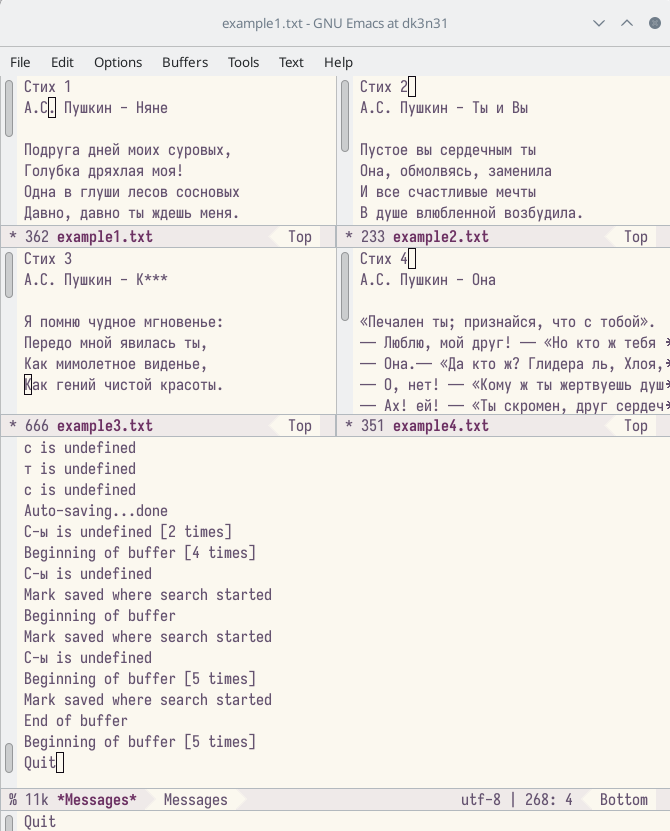 example1.txt - GNU Emacs at dk3n31
File Edit Options Buffers Tools Text Help
Стих 1
А.С. Пушкин - Няне
Подруга дней моих суровых,
Голубка дряхлая моя!
Одна в глуши лесов сосновых
Давно, давно ты ждешь меня.
* 362 example1.txt Top
Стих 2
А.С. Пушкин - Ты и Вы
Пустое вы сердечным ты
Она, обмолвясь, заменила
И все счастливые мечты
В душе влюбленной возбудила.
* 233 example2.txt Top
Стих 3
А.С. Пушкин - К***
Я помню чудное мгновенье:
Передо мной явилась ты,
Как мимолетное виденье,
Как гений чистой красоты.
* 666 example3.txt Top
Стих 4
А.С. Пушкин - Она
«Печален ты; признайся, что с тобой».
— Люблю, мой друг! — «Но кто ж тебя
— Она.— «Да кто ж? Глицера ль, Хлоя,
— О, нет! — «Кому ж ты жертвуешь душ
— Ах! ей! — «Ты скромен, друг сердеч
* 351 example4.txt Top
с is undefined
т is undefined
с is undefined
Auto-saving...done
C-ы is undefined [2 times]
Beginning of buffer [4 times]
C-ы is undefined
Mark saved where search started
Beginning of buffer
Mark saved where search started
C-ы is undefined
Beginning of buffer [5 times]
Mark saved where search started
End of buffer
Beginning of buffer [5 times]
Quit
% 11k *Messages* Messages utf-8 | 268: 4 Bottom
Quit